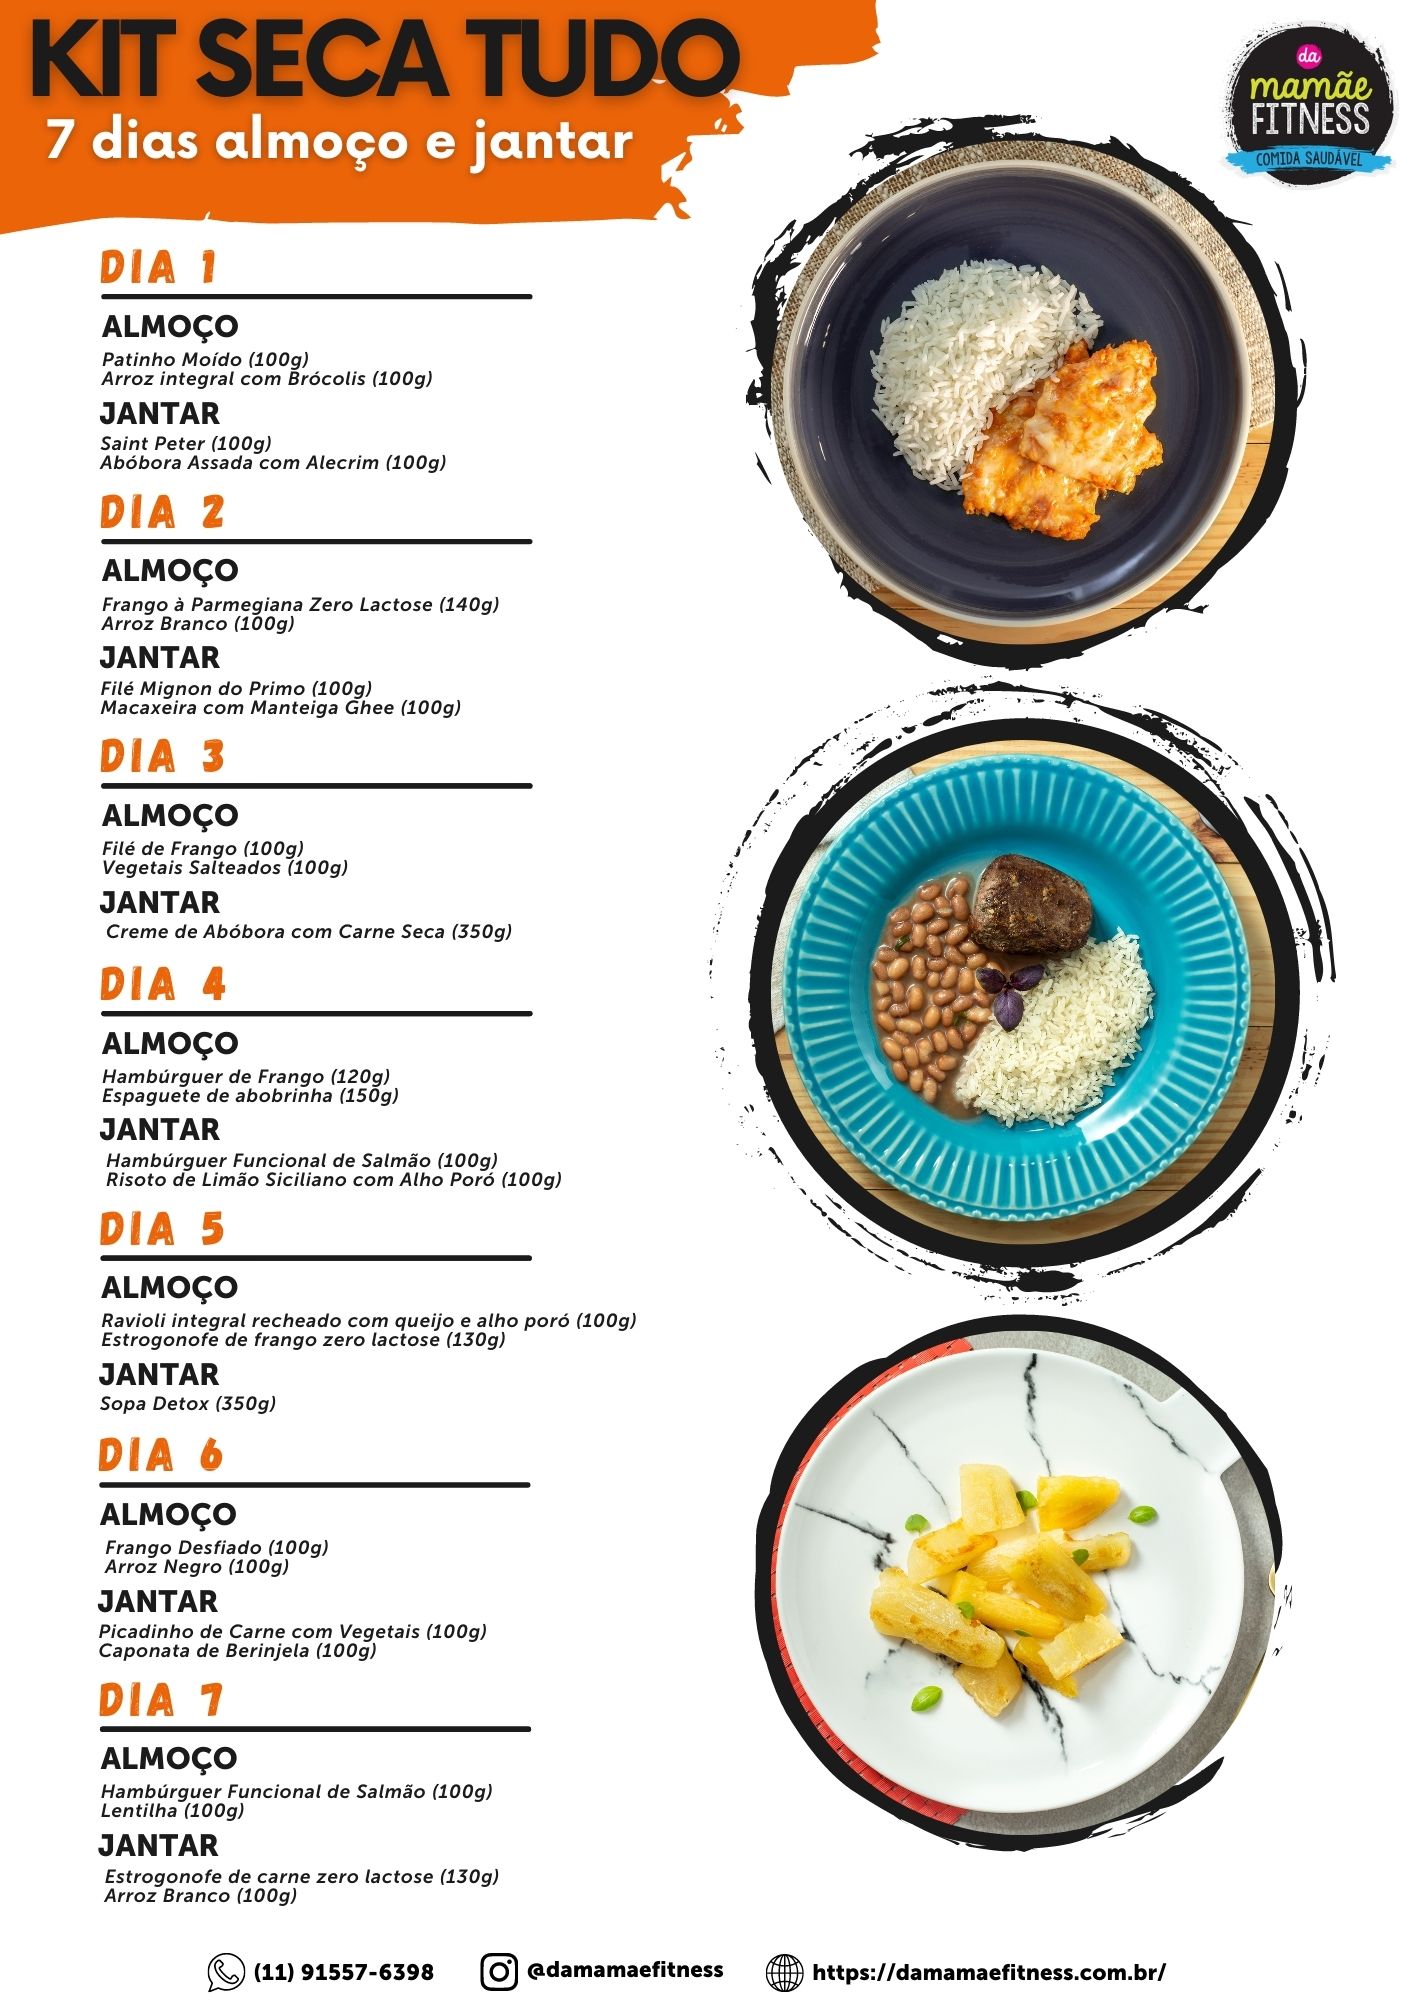 KIT SECA TUDO
7 dias almoço e jantar
da
mamãe
FITNESS
COMIDA SAUDÁVEL
DIA 1
ALMOÇO
Patinho Moído (100g)
Arroz integral com Brócolis (100g)
JANTAR
Saint Peter (100g)
Abóbora Assada com Alecrim (100g)
DIA 2
ALMOÇO
Frango à Parmegiana Zero Lactose (140g)
Arroz Branco (100g)
JANTAR
Filé Mignon do Primo (100g)
Macaxeira com Manteiga Ghee (100g)
DIA 3
ALMOÇO
Filé de Frango (100g)
Vegetais Salteados (100g)
JANTAR
Creme de Abóbora com Carne Seca (350g)
DIA 4
ALMOÇO
Hambúrguer de Frango (120g)
Espaguete de abobrinha (150g)
JANTAR
Hambúrguer Funcional de Salmão (100g)
Risoto de Limão Siciliano com Alho Poró (100g)
DIA 5
ALMOÇO
Ravioli integral recheado com queijo e alho poró (100g)
Estrogonofe de frango zero lactose (130g)
JANTAR
Sopa Detox (350g)
DIA 6
ALMOÇO
Frango Desfiado (100g)
Arroz Negro (100g)
JANTAR
Picadinho de Carne com Vegetais (100g)
Caponata de Berinjela (100g)
DIA 7
ALMOÇO
Hambúrguer Funcional de Salmão (100g)
Lentilha (100g)
JANTAR
Estrogonofe de carne zero lactose (130g)
Arroz Branco (100g)
(11) 91557-6398 @damamaefitness https://damamaefitness.com.br/